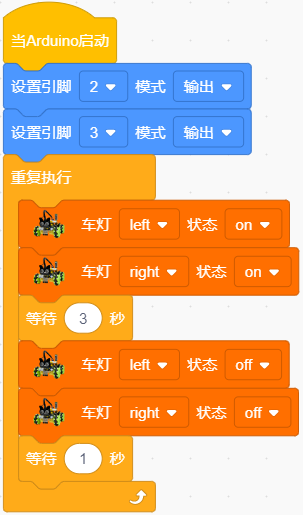 当Arduino启动
设置引脚 2 模式 输出
设置引脚 3 模式 输出
重复执行
车灯 left 状态 on
车灯 right 状态 on
等待 3 秒
车灯 left 状态 off
车灯 right 状态 off
等待 1 秒